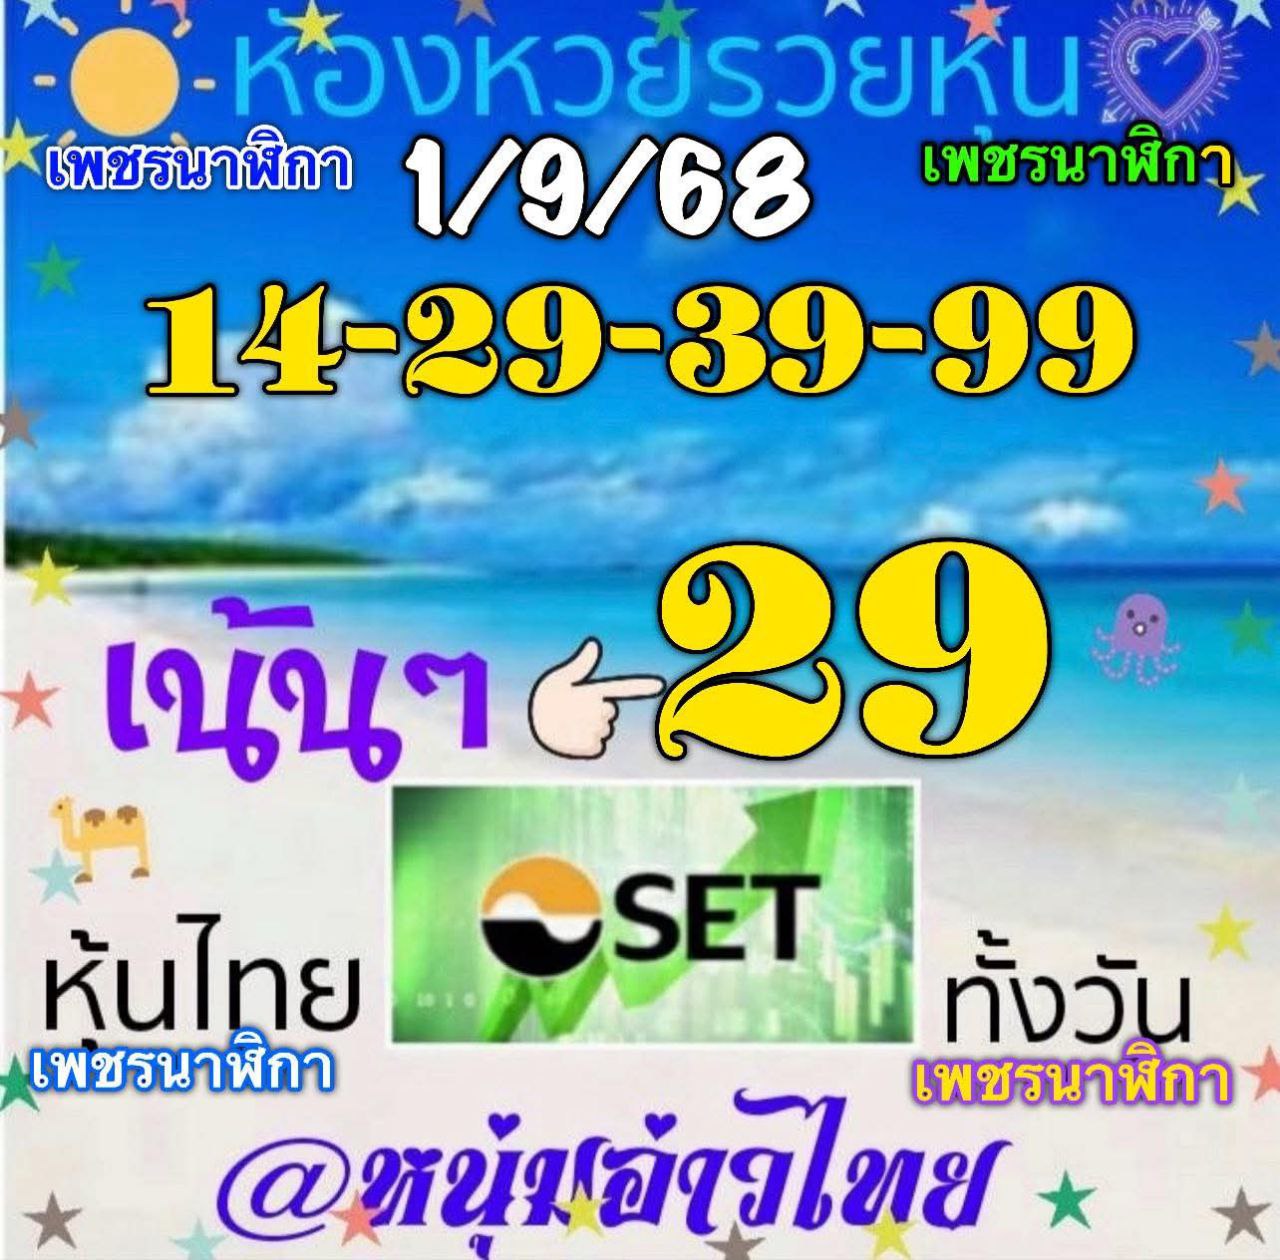 ห้องหวยรวยหุ้น
เพชรนาฬิกา 1/9/68 เพชรนาฬิกา
14-29-39-99
เน้นๆ 29
SET
หุ้นไทย ทั้งวัน
เพชรนาฬิกา เพชรนาฬิกา
@หนุ่มอ่าวไทย